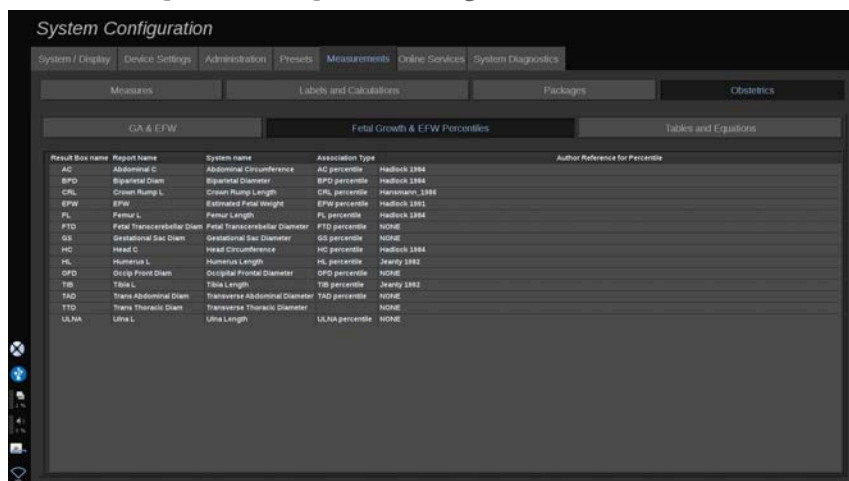 System Configuration
System / Display Device Settings Administration Presets Measurements Online Services System Diagnostics
Measures Labels and Calculations Packages Obstetrics
GA & EFW Fetal Growth & EFW Percentiles Tables and Equations
Result Box name Report Name System name Association Type Author Reference for Percentile
AC Abdominal C Abdominal Circumference AC percentile Hadlock 1984
BPD Biparietal Diam Biparietal Diameter BPD percentile Hadlock 1984
CRL Crown Rump L Crown Rump Length CRL percentile Hansmann_1986
EFW EFW Estimated Fetal Weight EFW percentile Hadlock 1991
FL Femur L Femur Length FL percentile Hadlock 1984
FTD Fetal Transcerebellar Diam Fetal Transcerebellar Diameter FTD percentile NONE
GS Gestational Sac Diam Gestational Sac Diameter GS percentile NONE
HC Head C Head Circumference HC percentile Hadlock 1984
HL Humerus L Humerus Length HL percentile Jeanty 1982
OFD Occip Front Diam Occipital Frontal Diameter OFD percentile NONE
TIB Tibia L Tibia Length TIB percentile Jeanty 1982
TAD Trans Abdominal Diam Transverse Abdominal Diameter TAD percentile NONE
TTD Trans Thoracic Diam Transverse Thoracic Diameter NONE
ULNA Ulna L Ulna Length ULNA percentile NONE